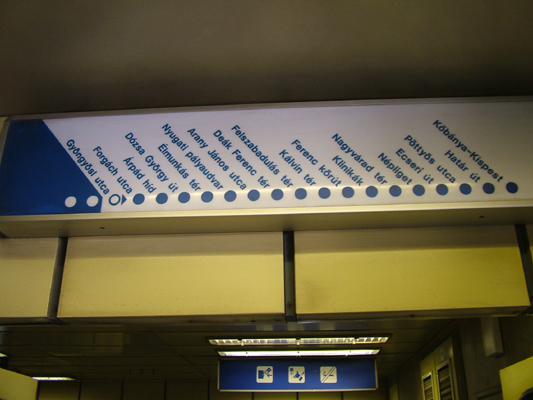 Gyöngyösi utca
Forgách utca
Árpád híd
Dózsa György út
Élmunkás tér
Nyugati pályaudvar
Arany János utca
Deák Ferenc tér
Felszabadulás tér
Kálvin tér
Ferenc körút
Klinikák
Nagyvárad tér
Népliget
Ecseri út
Pöttyös utca
Határ út
Kőbánya-Kispest